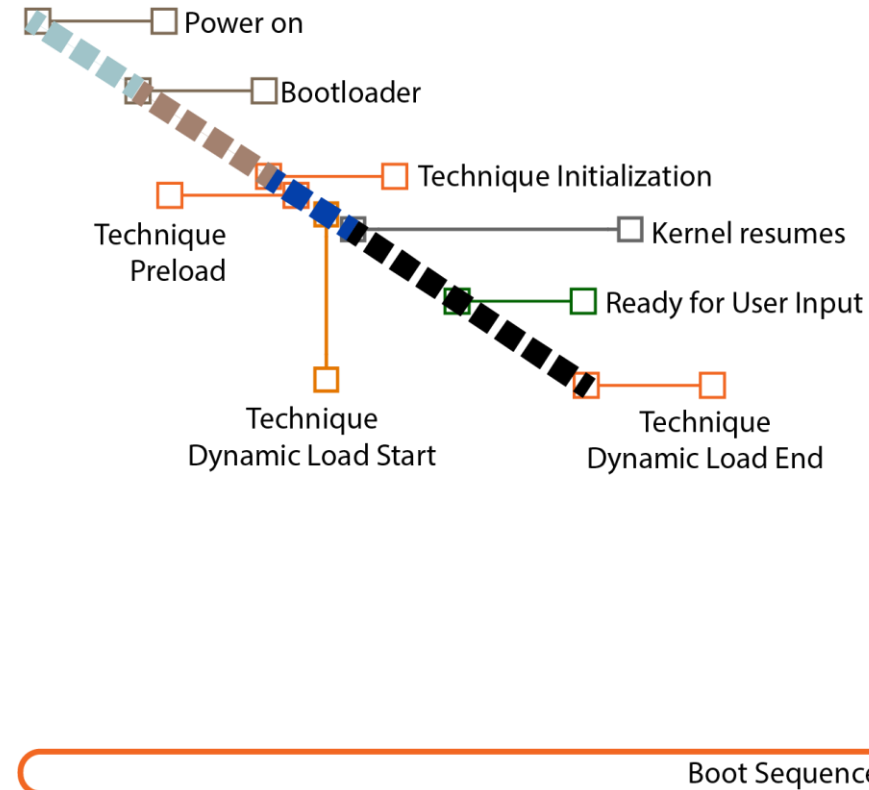 Power on
Bootloader
Technique Initialization
Technique
Preload
Kernel resumes
Ready for User Input
Technique
Dynamic Load Start
Technique
Dynamic Load End
Boot Sequence